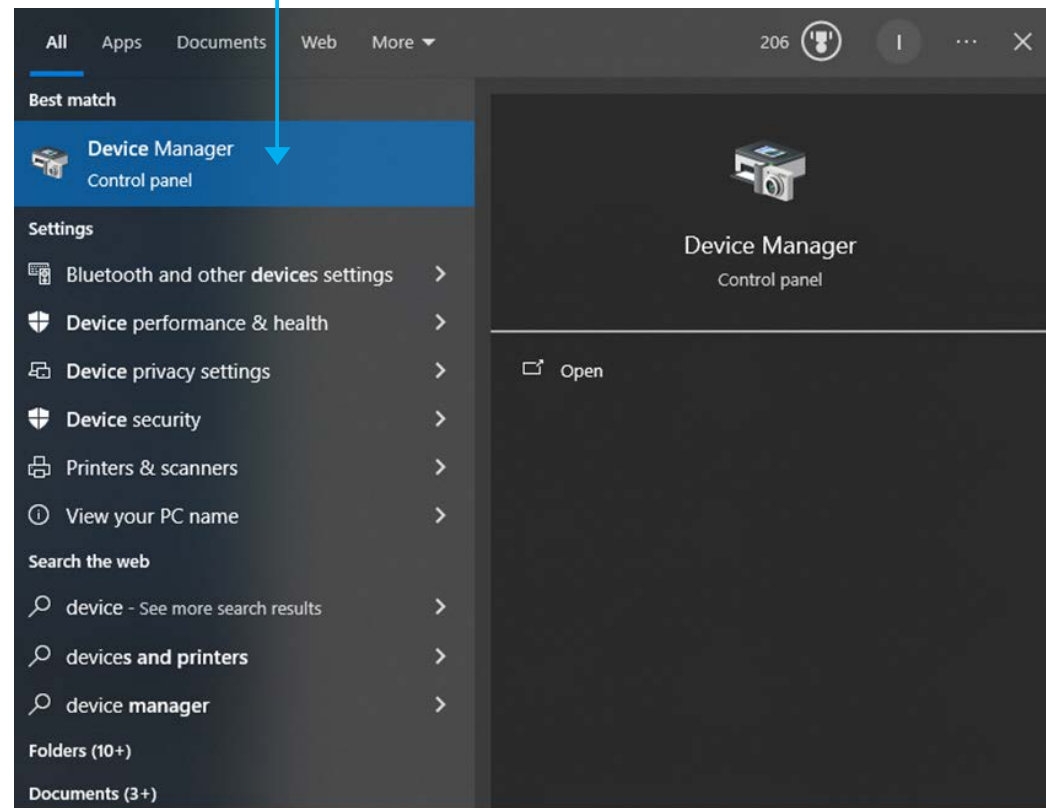 All Apps Documents Web More
206 I ...
Best match
Device Manager
Control panel
Settings
Bluetooth and other devices settings
Device performance & health
Device privacy settings
Device security
Printers & scanners
View your PC name
Search the web
device - See more search results
devices and printers
device manager
Folders (10+)
Documents (3+)
Device Manager
Control panel
Open